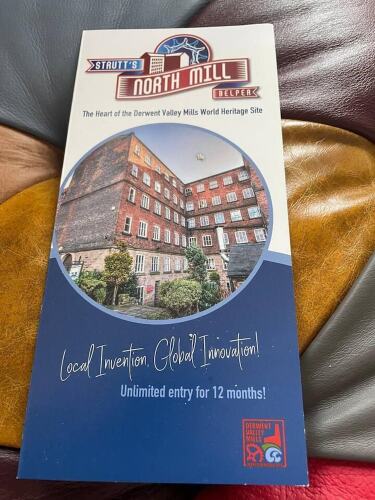 STRUTT'S
NORTH MILL
BELPER
The Heart of the Derwent Valley Mills World Heritage Site
Local Invention, Global Innovation!
Unlimited entry for 12 months!
DERWENT
VALLEY
MILLS